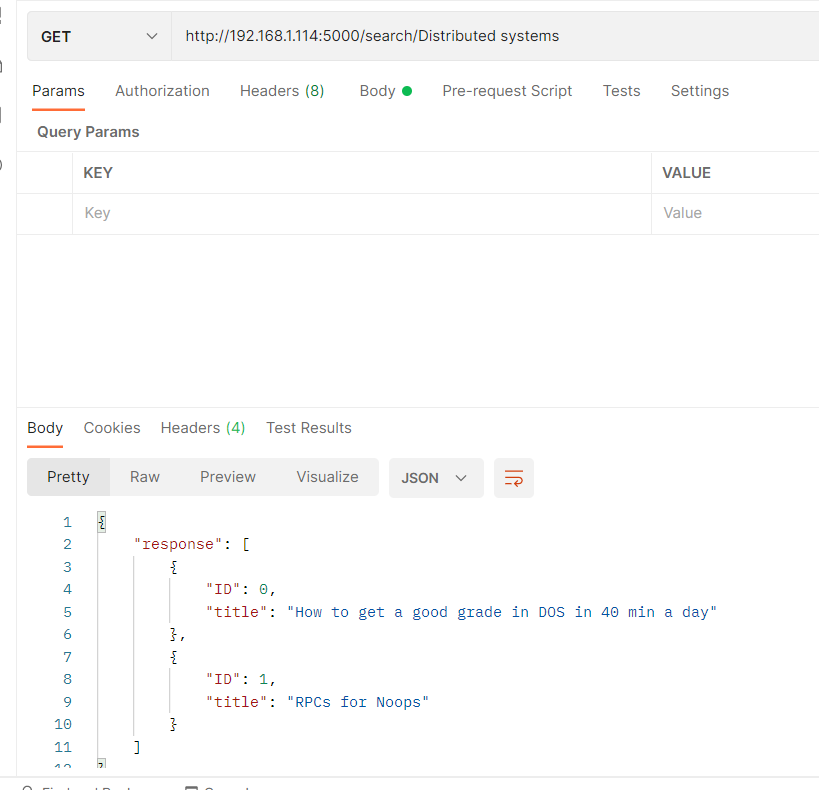 GET http://192.168.1.114:5000/search/Distributed systems
Params Authorization Headers (8) Body Pre-request Script Tests Settings
Query Params
KEY VALUE
Key Value
Body Cookies Headers (4) Test Results
Pretty Raw Preview Visualize JSON
1 {
2 "response": [
3 {
4 "ID": 0,
5 "title": "How to get a good grade in DOS in 40 min a day"
6 },
7 {
8 "ID": 1,
9 "title": "RPCs for Noops"
10 }
11 ]
12 }